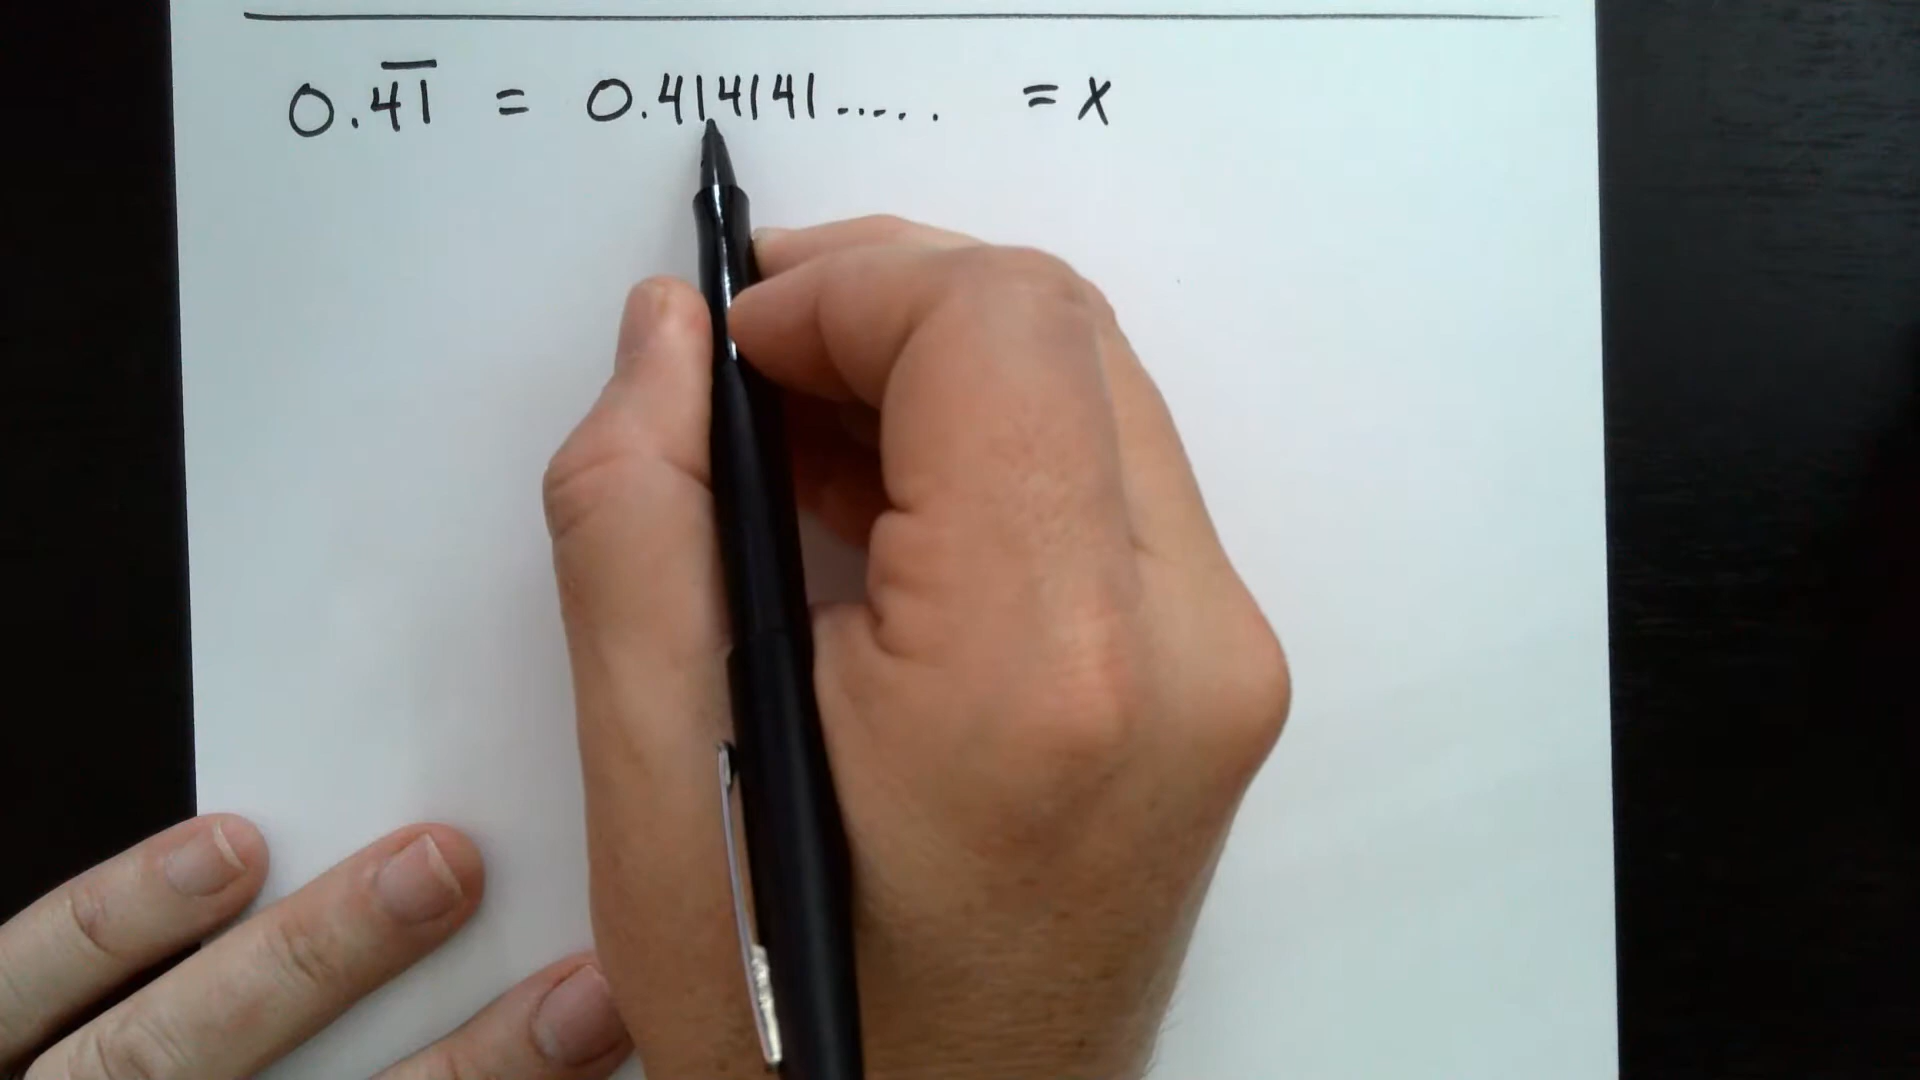 0.4̅1̅ = 0.414141..... = x